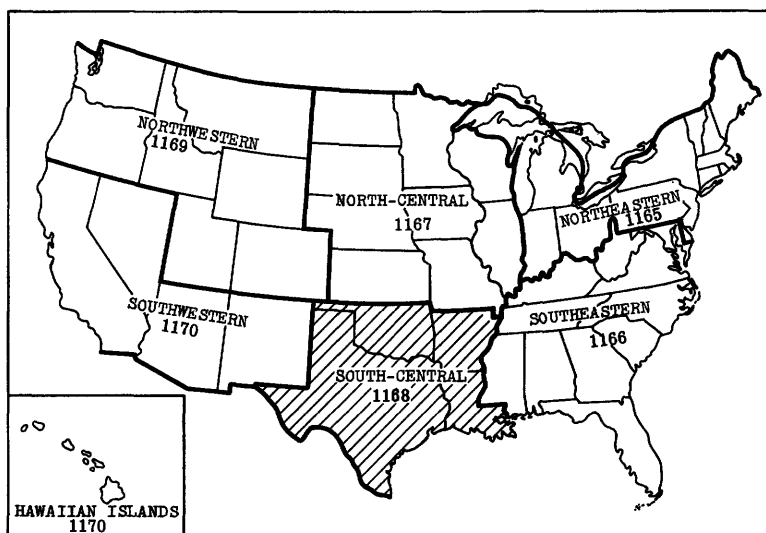 NORTHWESTERN
1169
NORTH-CENTRAL
1167
NORTHEASTERN
1165
SOUTHWESTERN
1170
SOUTHEASTERN
1166
SOUTH-CENTRAL
1168
HAWAIIAN ISLANDS
1170